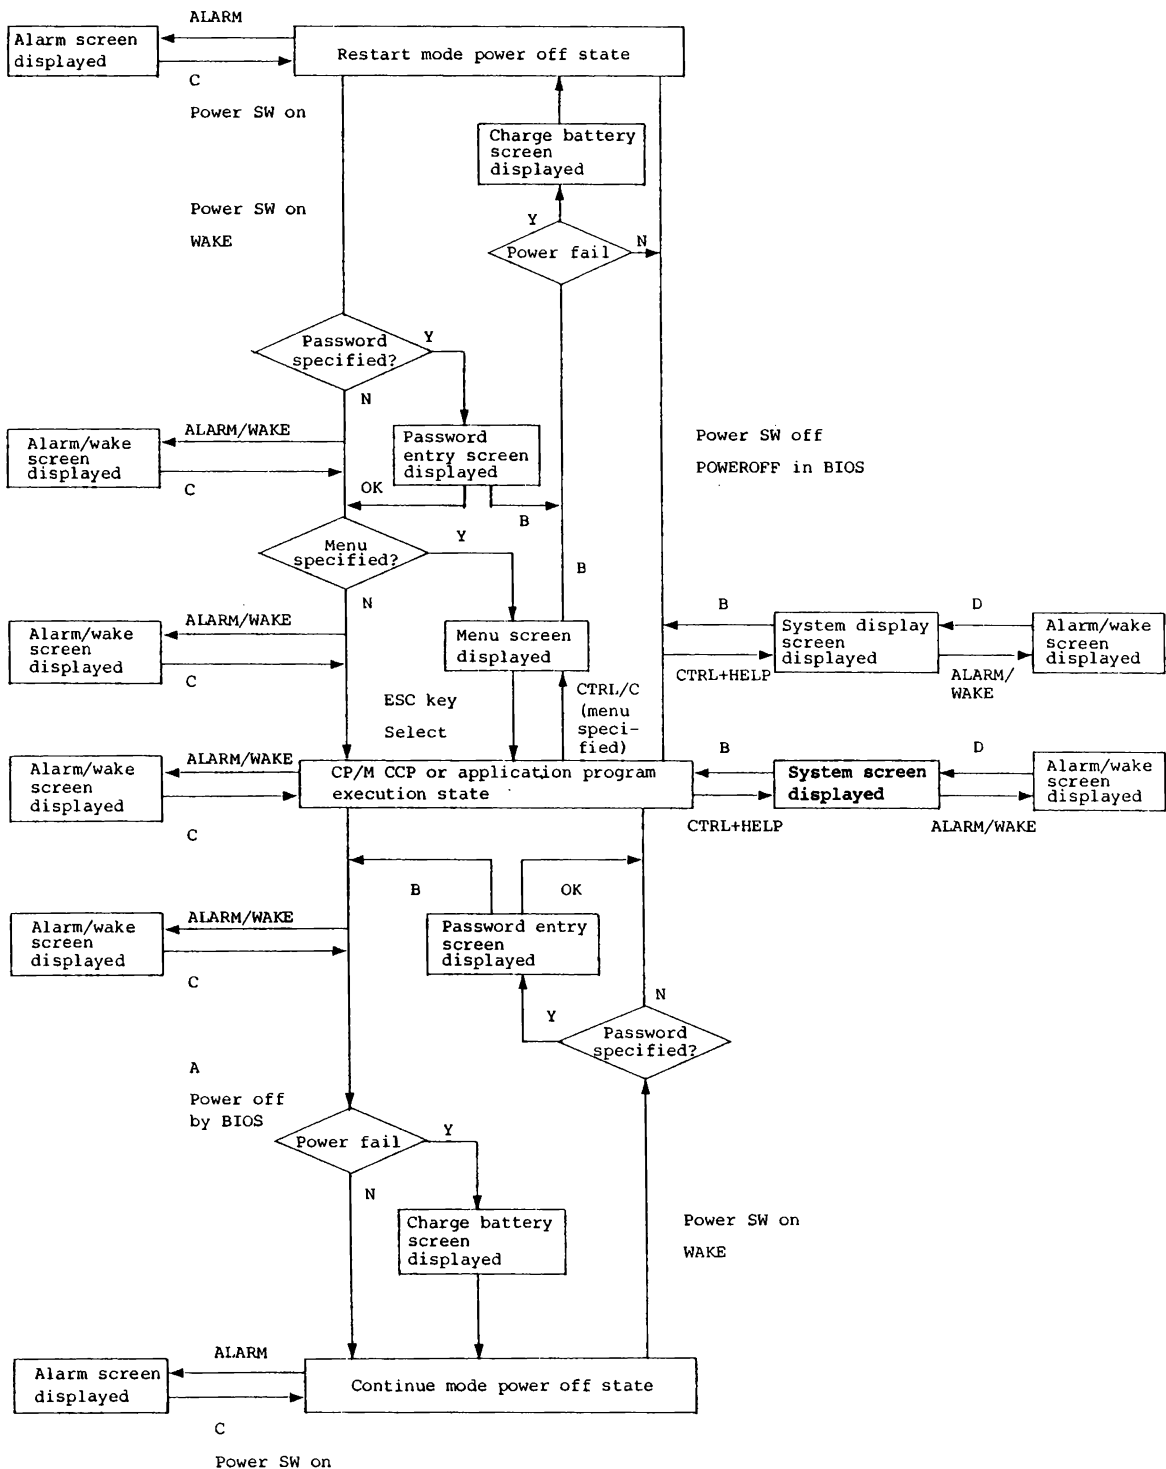 ALARM
Alarm screen
displayed
Restart mode power off state
C
Power SW on
Charge battery
screen
displayed
Power SW on
WAKE
Y
N
Power fail
Password
specified?
Y
N
ALARM/WAKE
Alarm/wake
screen
displayed
C
Password
entry screen
displayed
OK
B
Power SW off
POWEROFF in BIOS
Menu
specified?
Y
N
B
ALARM/WAKE
Alarm/wake
screen
displayed
C
Menu screen
displayed
B
System display
screen
displayed
D
Alarm/wake
screen
displayed
CTRL+HELP
ALARM/
WAKE
ESC key
Select
CTRL/C
(menu
speci-
fied)
ALARM/WAKE
Alarm/wake
screen
displayed
C
CP/M CCP or application program
execution state
B
System screen
displayed
D
Alarm/wake
screen
displayed
CTRL+HELP
ALARM/WAKE
B
OK
ALARM/WAKE
Alarm/wake
screen
displayed
C
Password entry
screen
displayed
N
Y
Password
specified?
A
Power off
by BIOS
Power fail
Y
N
Charge battery
screen
displayed
Power SW on
WAKE
ALARM
Alarm screen
displayed
Continue mode power off state
C
Power SW on